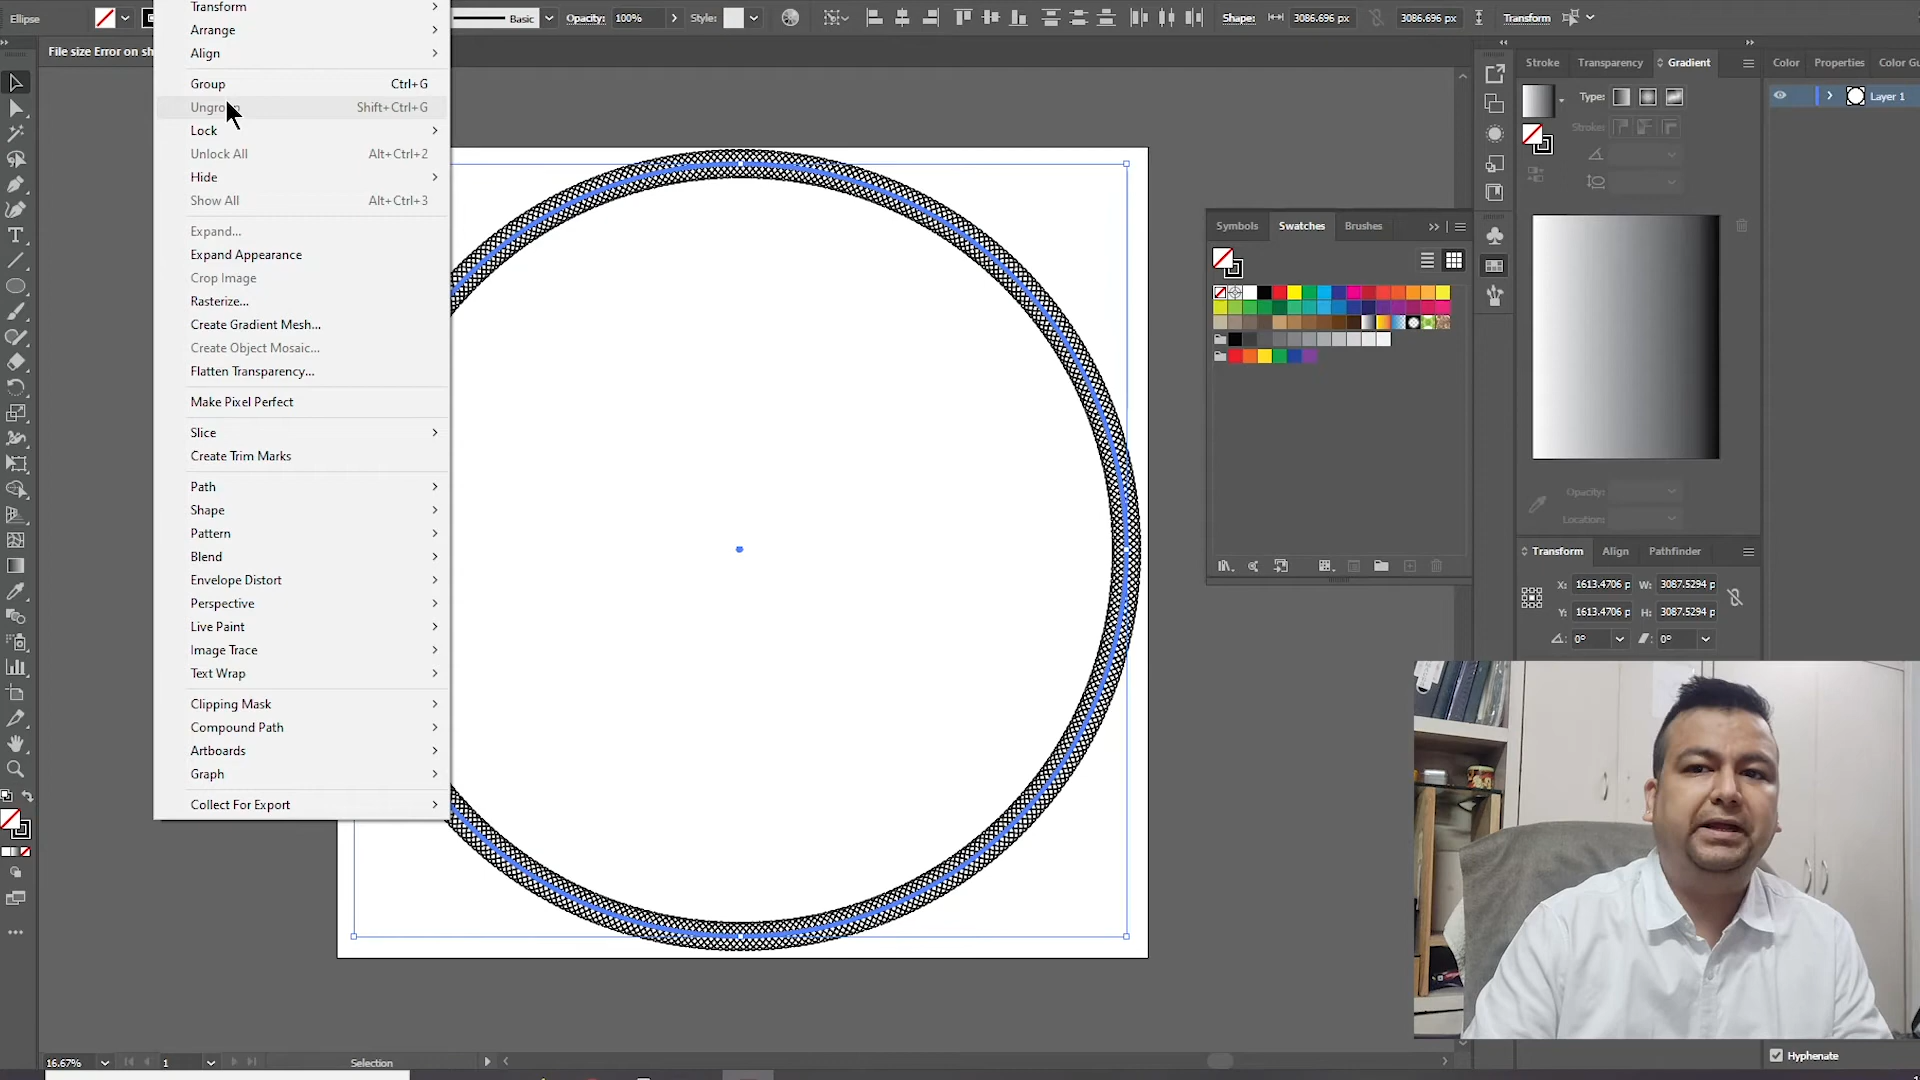 Ellipse
Basic
Opacity: 100%
Style:
Shape: 3086.696 px 3086.696 px
Transform
File size Error on sh
Transform
Arrange
Align
Group Ctrl+G
Ungroup Shift+Ctrl+G
Lock
Unlock All Alt+Ctrl+2
Hide
Show All Alt+Ctrl+3
Expand...
Expand Appearance
Crop Image
Rasterize...
Create Gradient Mesh...
Create Object Mosaic...
Flatten Transparency...
Make Pixel Perfect
Slice
Create Trim Marks
Path
Shape
Pattern
Blend
Envelope Distort
Perspective
Live Paint
Image Trace
Text Wrap
Clipping Mask
Compound Path
Artboards
Graph
Collect For Export
Symbols Swatches Brushes
Stroke Transparency Gradient
Type:
Stroke:
Opacity:
Location:
Transform Align Pathfinder
X: 1613.4706 p W: 3087.5294 p
Y: 1613.4706 p H: 3087.5294 p
0° 0°
Color Properties Color Gu
Layer 1
Hyphenate
16.67% 1 Selection